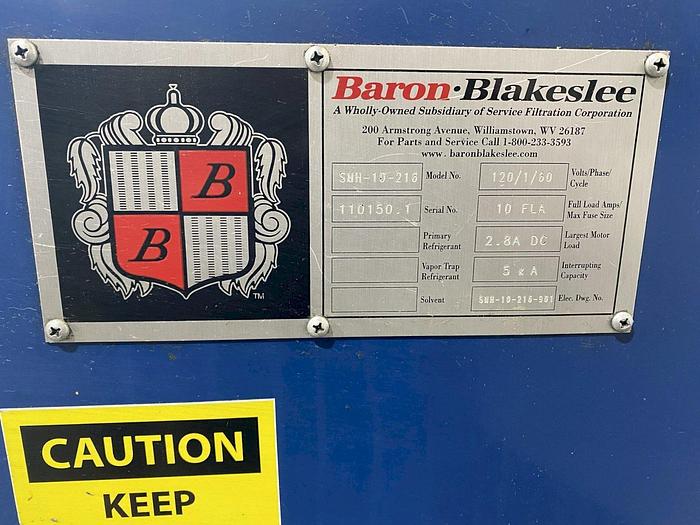 B
B
TM
Baron·Blakeslee
A Wholly-Owned Subsidiary of Service Filtration Corporation
200 Armstrong Avenue, Williamstown, WV 26187
For Parts and Service Call 1-800-233-3593
www.baronblakeslee.com
SWH-10-216 Model No. 120/1/60 Volts/Phase/
Cycle
110150.1 Serial No. 10 FLA Full Load Amps/
Max Fuse Size
Primary
Refrigerant 2.8A DC Largest Motor
Load
Vapor Trap
Refrigerant 5 kA Interrupting
Capacity
Solvent SWH-10-216-901 Elec. Dwg. No.
CAUTION
KEEP